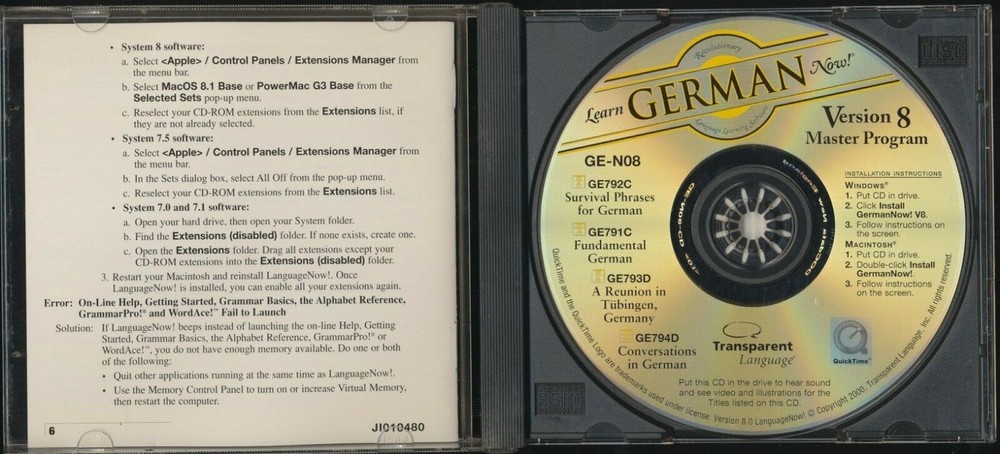 • System 8 software:
a. Select <Apple> / Control Panels / Extensions Manager from
the menu bar.
b. Select MacOS 8.1 Base or PowerMac G3 Base from the
Selected Sets pop-up menu.
c. Reselect your CD-ROM extensions from the Extensions list, if
they are not already selected.
• System 7.5 software:
a. Select <Apple> / Control Panels / Extensions Manager from
the menu bar.
b. In the Sets dialog box, select All Off from the pop-up menu.
c. Reselect your CD-ROM extensions from the Extensions list.
• System 7.0 and 7.1 software:
a. Open your hard drive, then open your System folder.
b. Find the Extensions (disabled) folder. If none exists, create one.
c. Open the Extensions folder. Drag all extensions except your
CD-ROM extensions into the Extensions (disabled) folder.
3. Restart your Macintosh and reinstall LanguageNow!. Once
LanguageNow! is installed, you can enable all your extensions again.
Error: On-Line Help, Getting Started, Grammar Basics, the Alphabet Reference,
GrammarPro!® and WordAce!™ Fail to Launch
Solution: If LanguageNow! beeps instead of launching the on-line Help, Getting
Started, Grammar Basics, the Alphabet Reference, GrammarPro!® or
WordAce!™, you do not have enough memory available. Do one or both
of the following:
• Quit other applications running at the same time as LanguageNow!.
• Use the Memory Control Panel to turn on or increase Virtual Memory,
then restart the computer.
6
JI010480
Revolutionary
Learn GERMAN Now!®
Language Learning Software
Version 8
Master Program
GE-N08
GE792C
Survival Phrases
for German
GE791C
Fundamental
German
GE793D
A Reunion in
Tübingen,
Germany
GE794D
Conversations
in German
INSTALLATION INSTRUCTIONS
WINDOWS®
1. Put CD in drive.
2. Click Install
GermanNow! V8.
3. Follow instructions on
the screen.
MACINTOSH®
1. Put CD in drive.
2. Double-click Install
GermanNow!.
3. Follow instructions on
the screen.
Transparent
Language®
QuickTime™
Put this CD in the drive to hear sound
and see video and illustrations for the
Titles listed on this CD.
QuickTime and the QuickTime Logo are trademarks used under license. Version 8.0 LanguageNow! © Copyright 2000, Transparent Language, Inc. All rights reserved.
disc
DIGITAL AUDIO